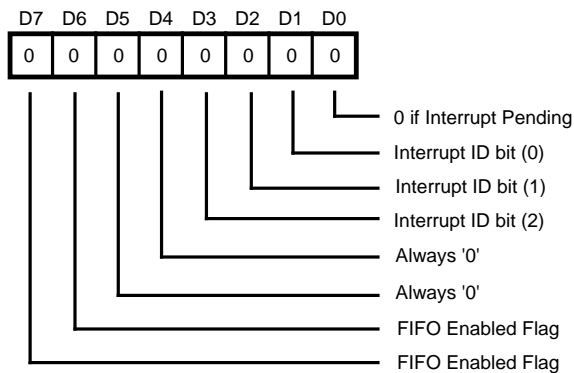 D7 D6 D5 D4 D3 D2 D1 D0
0 0 0 0 0 0 0 0
0 if Interrupt Pending
Interrupt ID bit (0)
Interrupt ID bit (1)
Interrupt ID bit (2)
Always '0'
Always '0'
FIFO Enabled Flag
FIFO Enabled Flag